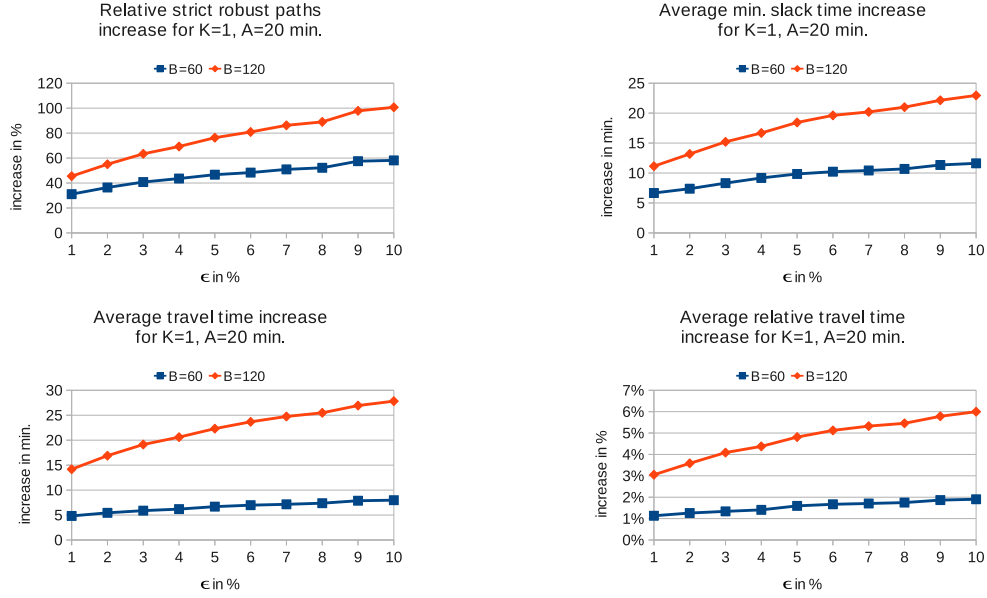 Relative strict robust paths
increase for K=1, A=20 min.
B=60 B=120
120
100
80
60
40
20
0
increase in %
1 2 3 4 5 6 7 8 9 10
ϵ in %
Average min. slack time increase
for K=1, A=20 min.
B=60 B=120
25
20
15
10
5
0
increase in min.
1 2 3 4 5 6 7 8 9 10
ϵ in %
Average travel time increase
for K=1, A=20 min.
B=60 B=120
30
25
20
15
10
5
0
increase in min.
1 2 3 4 5 6 7 8 9 10
ϵ in %
Average relative travel time
increase for K=1, A=20 min.
B=60 B=120
7%
6%
5%
4%
3%
2%
1%
0%
increase in %
1 2 3 4 5 6 7 8 9 10
ϵ in %